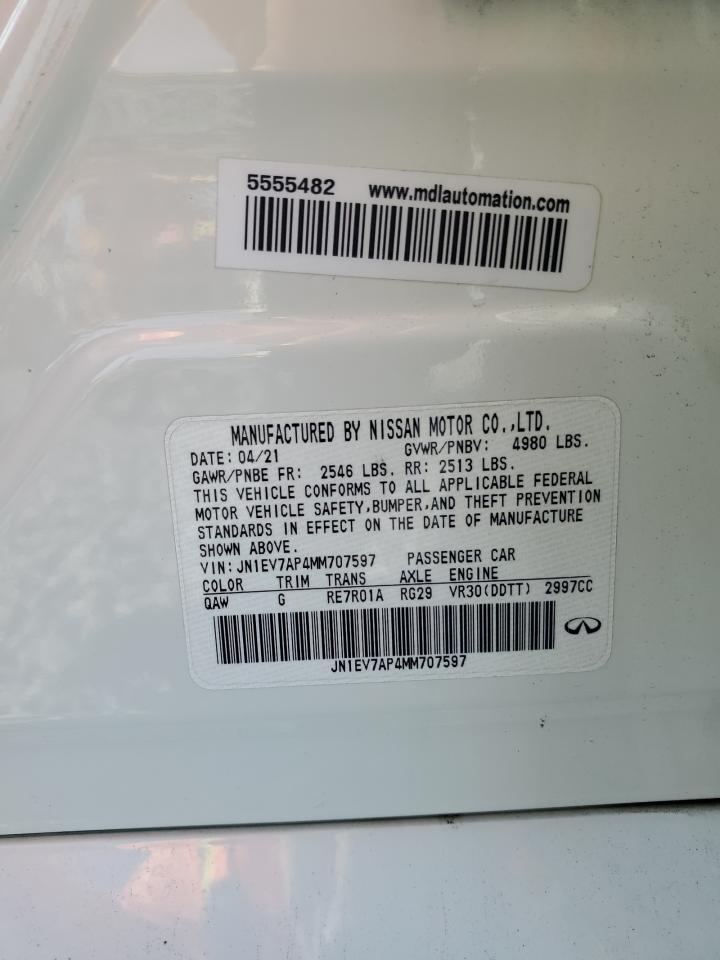 5555482 www.mdlautomation.com
MANUFACTURED BY NISSAN MOTOR CO.,LTD.
DATE: 04/21 GVWR/PNBV: 4980 LBS.
GAWR/PNBE FR: 2546 LBS. RR: 2513 LBS.
THIS VEHICLE CONFORMS TO ALL APPLICABLE FEDERAL
MOTOR VEHICLE SAFETY,BUMPER,AND THEFT PREVENTION
STANDARDS IN EFFECT ON THE DATE OF MANUFACTURE
SHOWN ABOVE.
VIN: JN1EV7AP4MM707597 PASSENGER CAR
COLOR TRIM TRANS AXLE ENGINE
QAW G RE7R01A RG29 VR30(DDTT) 2997CC
JN1EV7AP4MM707597